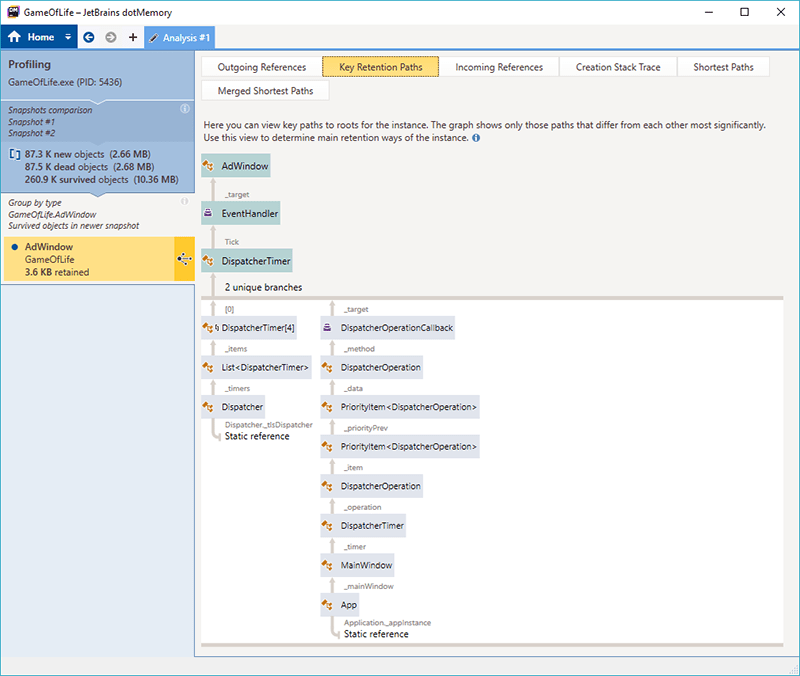 GameOfLife – JetBrains dotMemory
Home
Analysis #1
Profiling
GameOfLife.exe (PID: 5436)
Snapshots comparison
Snapshot #1
Snapshot #2
87.3 K new objects (2.66 MB)
87.5 K dead objects (2.68 MB)
260.9 K survived objects (10.36 MB)
Group by type
GameOfLife.AdWindow
Survived objects in newer snapshot
AdWindow
GameOfLife
3.6 KB retained
Outgoing References
Key Retention Paths
Incoming References
Creation Stack Trace
Shortest Paths
Merged Shortest Paths
Here you can view key paths to roots for the instance. The graph shows only those paths that differ from each other most significantly.
Use this view to determine main retention ways of the instance.
AdWindow
_target
EventHandler
Tick
DispatcherTimer
2 unique branches
[0]
DispatcherTimer[4]
_items
List<DispatcherTimer>
_timers
Dispatcher
Dispatcher._tlsDispatcher
Static reference
_target
DispatcherOperationCallback
_method
DispatcherOperation
_data
PriorityItem<DispatcherOperation>
_priorityPrev
PriorityItem<DispatcherOperation>
_item
DispatcherOperation
_operation
DispatcherTimer
_timer
MainWindow
_mainWindow
App
Application._appInstance
Static reference